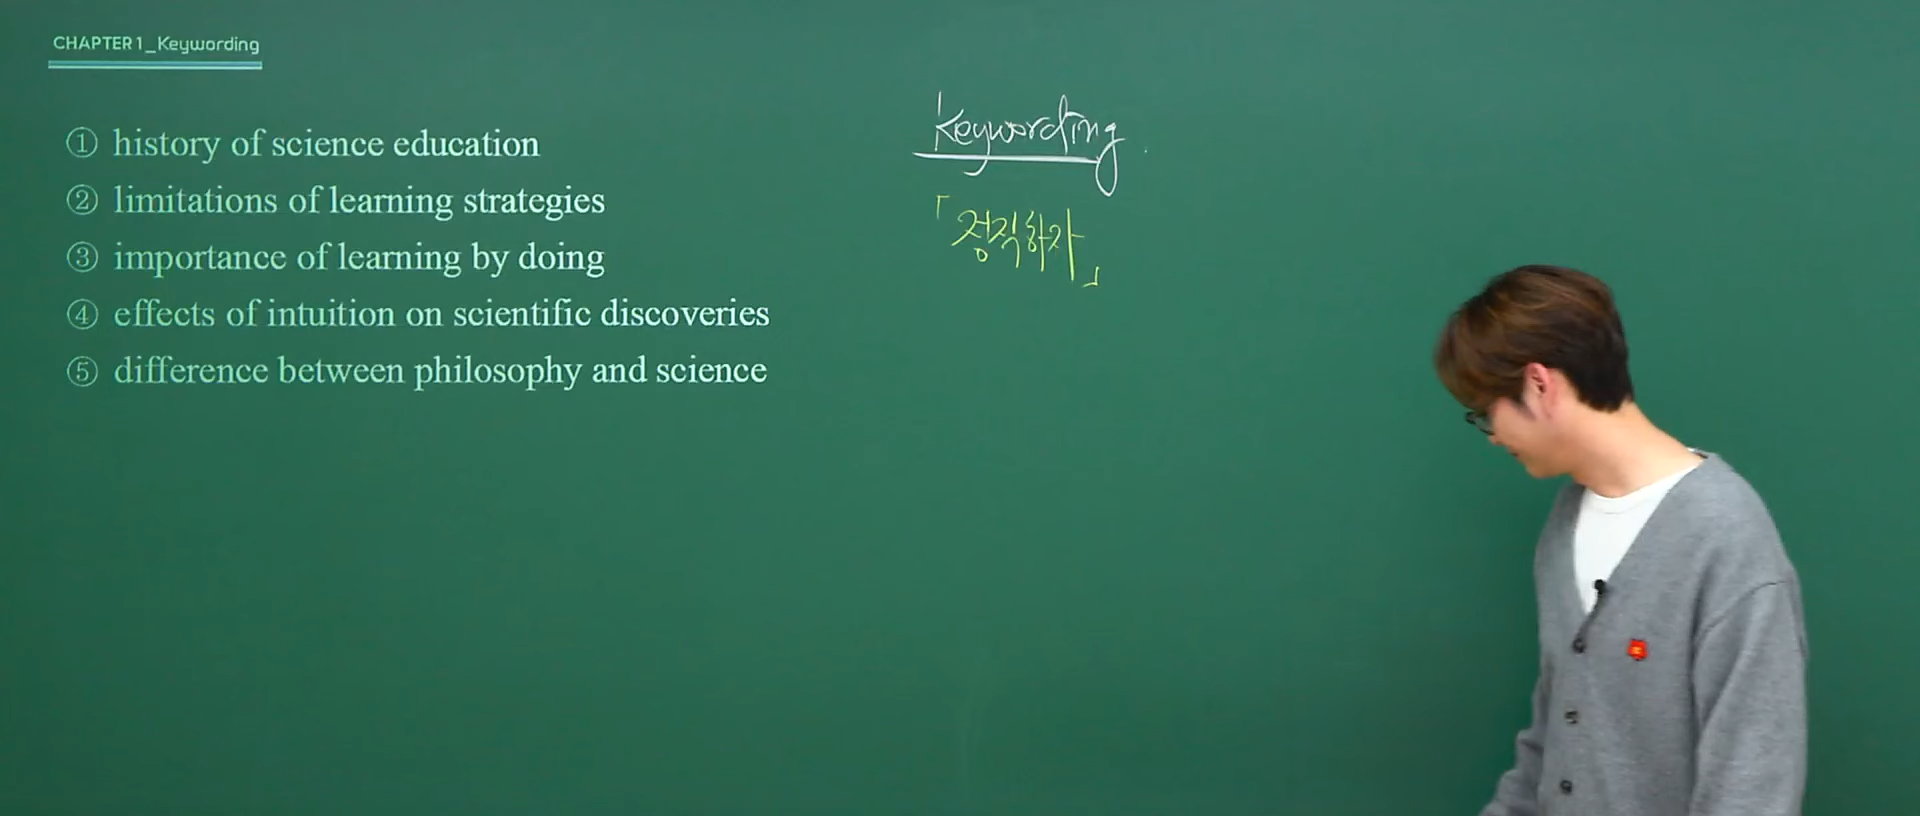 CHAPTER 1_Keywording
① history of science education
② limitations of learning strategies
③ importance of learning by doing
④ effects of intuition on scientific discoveries
⑤ difference between philosophy and science
Keywording
「정직하자」